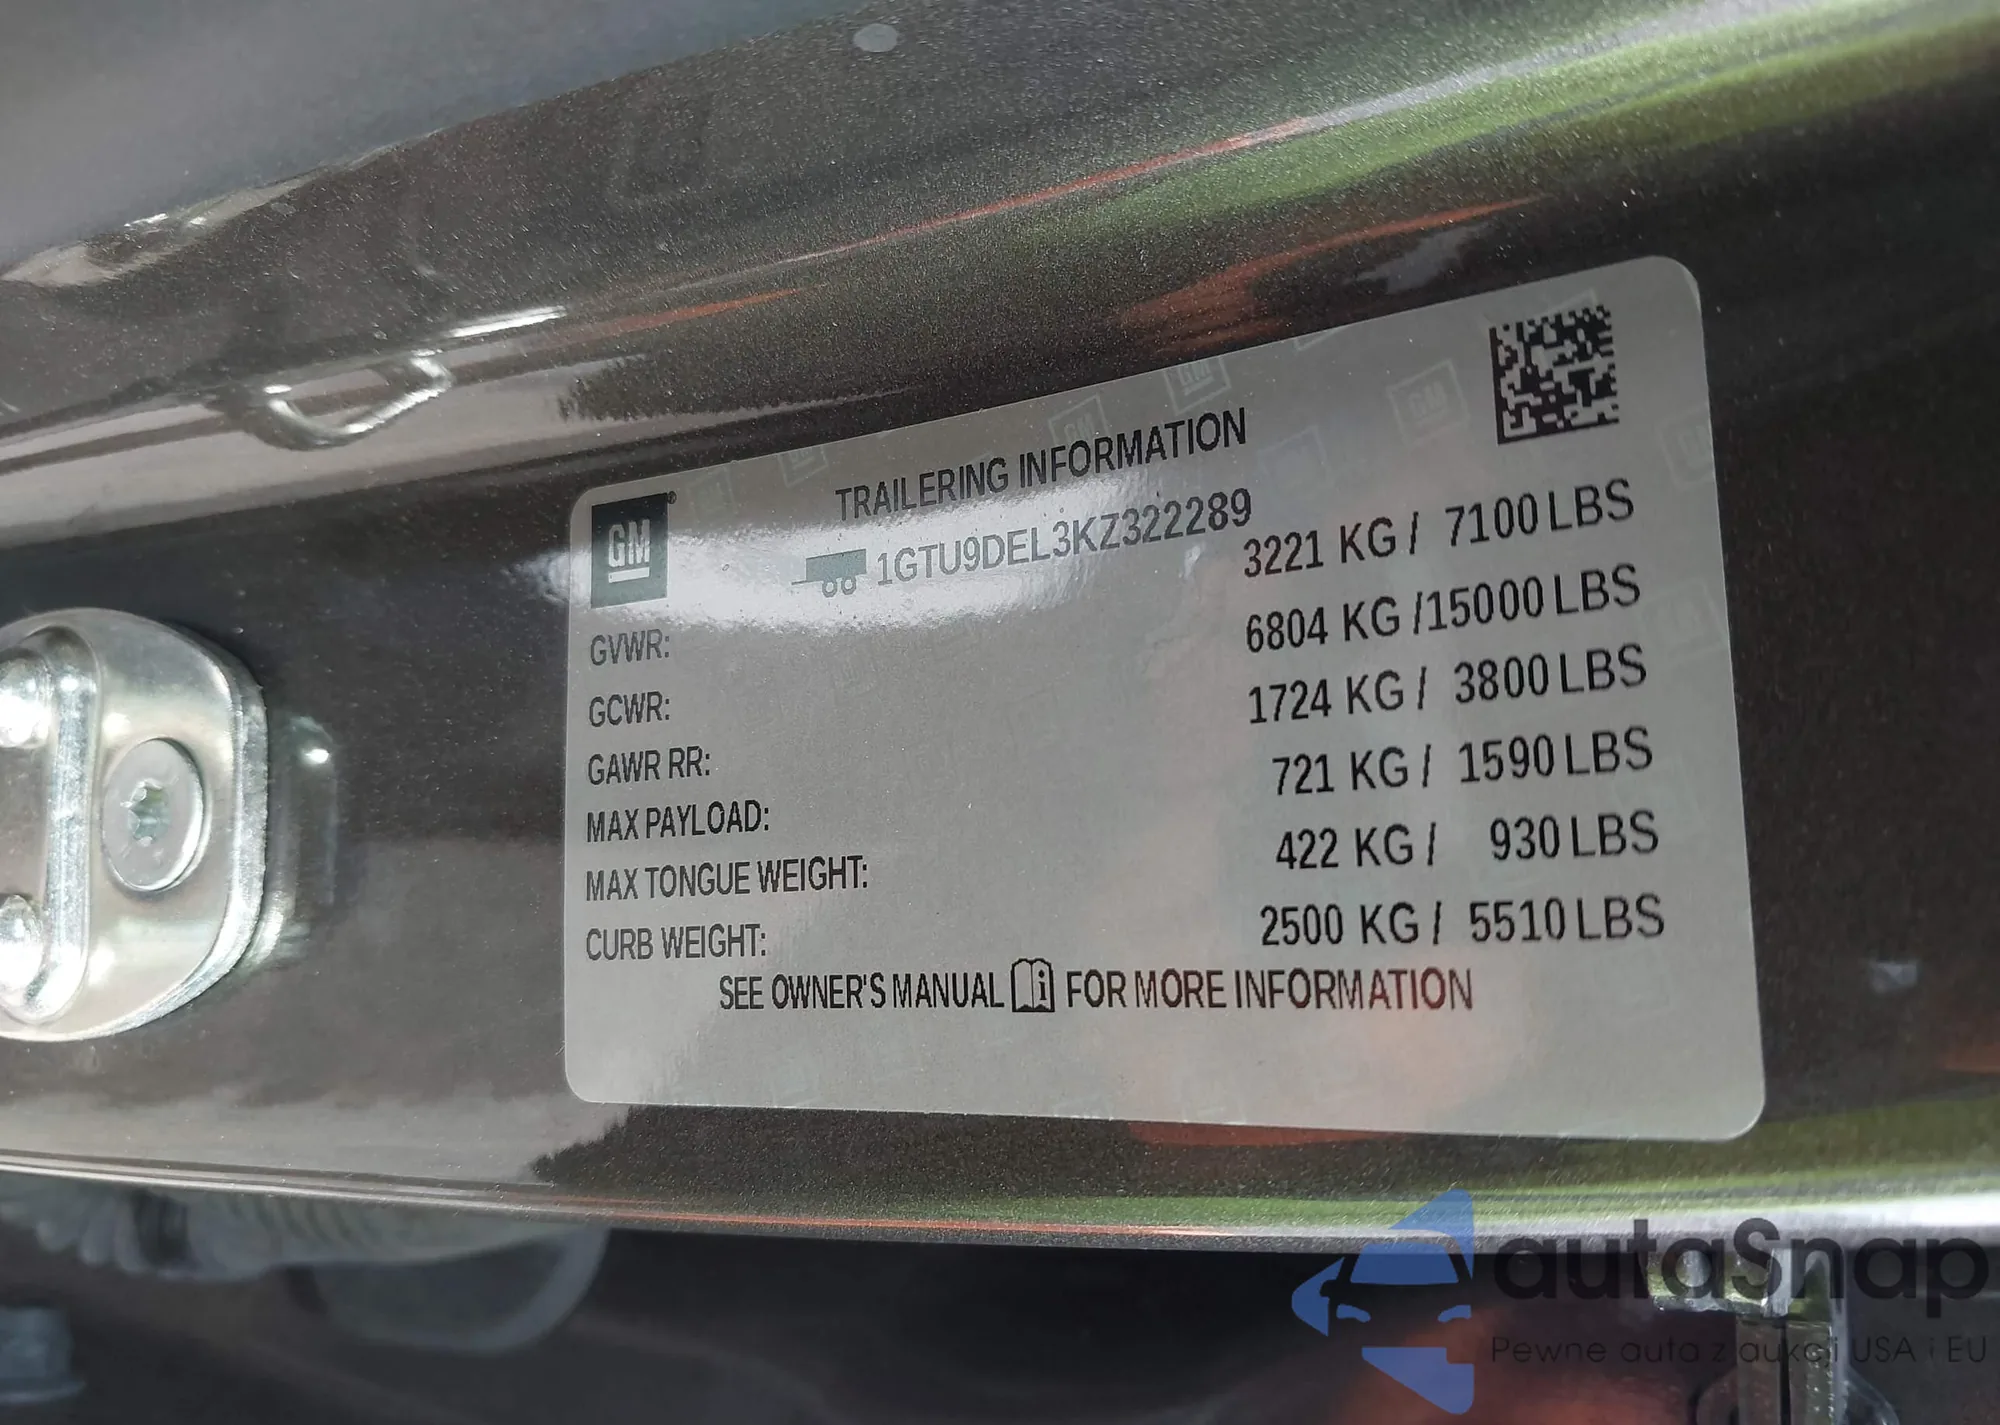 GM®
TRAILERING INFORMATION
1GTU9DEL3KZ322289
GVWR: 3221 KG / 7100 LBS
GCWR: 6804 KG /15000 LBS
GAWR RR: 1724 KG / 3800 LBS
MAX PAYLOAD: 721 KG / 1590 LBS
MAX TONGUE WEIGHT: 422 KG / 930 LBS
CURB WEIGHT: 2500 KG / 5510 LBS
SEE OWNER'S MANUAL i FOR MORE INFORMATION
autaSnap
Pewne auta z aukcji USA i EU